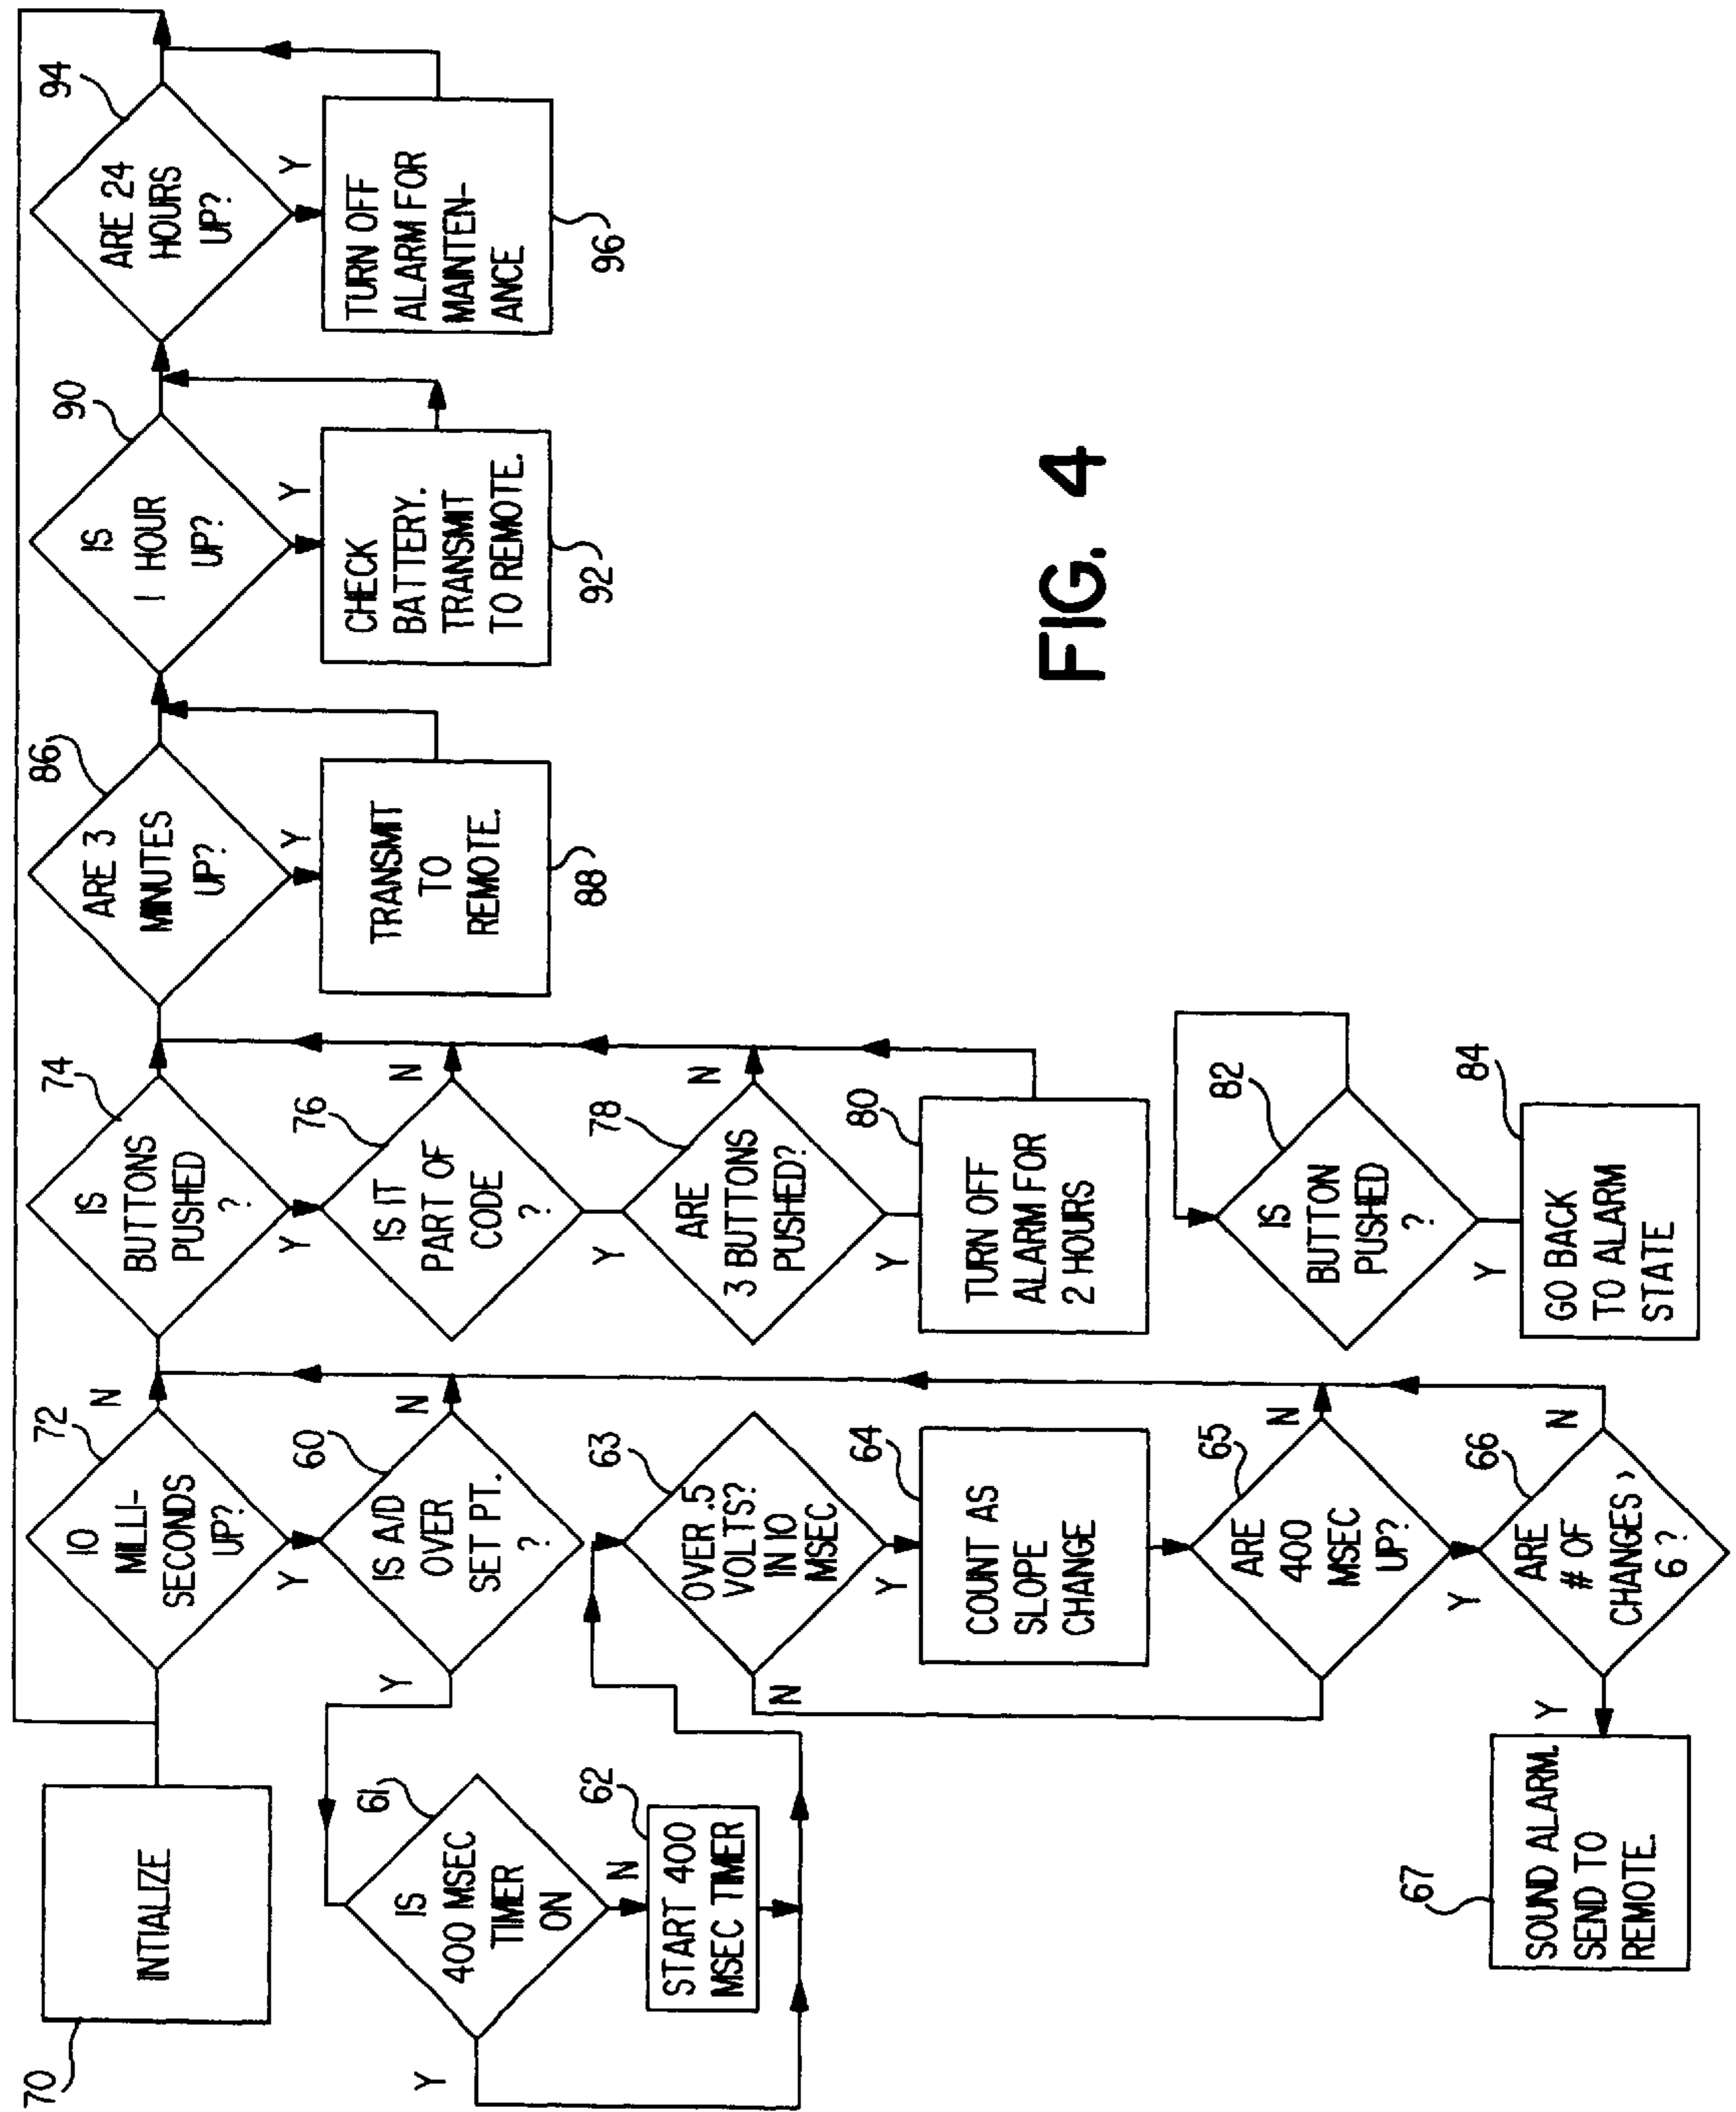 70
INTIALIZE
72
10
MILLI-
SECONDS
UP?
N
Y
74
IS
BUTTONS
PUSHED
?
Y
86
ARE 3
MINUTES
UP?
Y
90
IS
1 HOUR
UP?
Y
94
ARE 24
HOURS
UP?
Y
60
IS A/D
OVER
SET PT.
?
N
Y
76
IS IT
PART OF
CODE
?
N
Y
TRANSMIT
TO
REMOTE.
88
CHECK
BATTERY.
TRANSMIT
TO REMOTE.
92
TURN OFF
ALARM FOR
MAINTEN-
ANCE
96
61
IS
400 MSEC
TIMER
ON
Y
N
62
START 400
MSEC TIMER
63
OVER .5
VOLTS?
IN 10
MSEC
N
Y
78
ARE
3 BUTTONS
PUSHED?
N
Y
64
COUNT AS
SLOPE
CHANGE
80
TURN OFF
ALARM FOR
2 HOURS
65
ARE
400
MSEC
UP?
N
Y
82
IS
BUTTON
PUSHED
?
Y
66
ARE
# OF
CHANGES >
6 ?
N
Y
84
GO BACK
TO ALARM
STATE
67
SOUND ALARM.
SEND TO
REMOTE.
FIG. 4